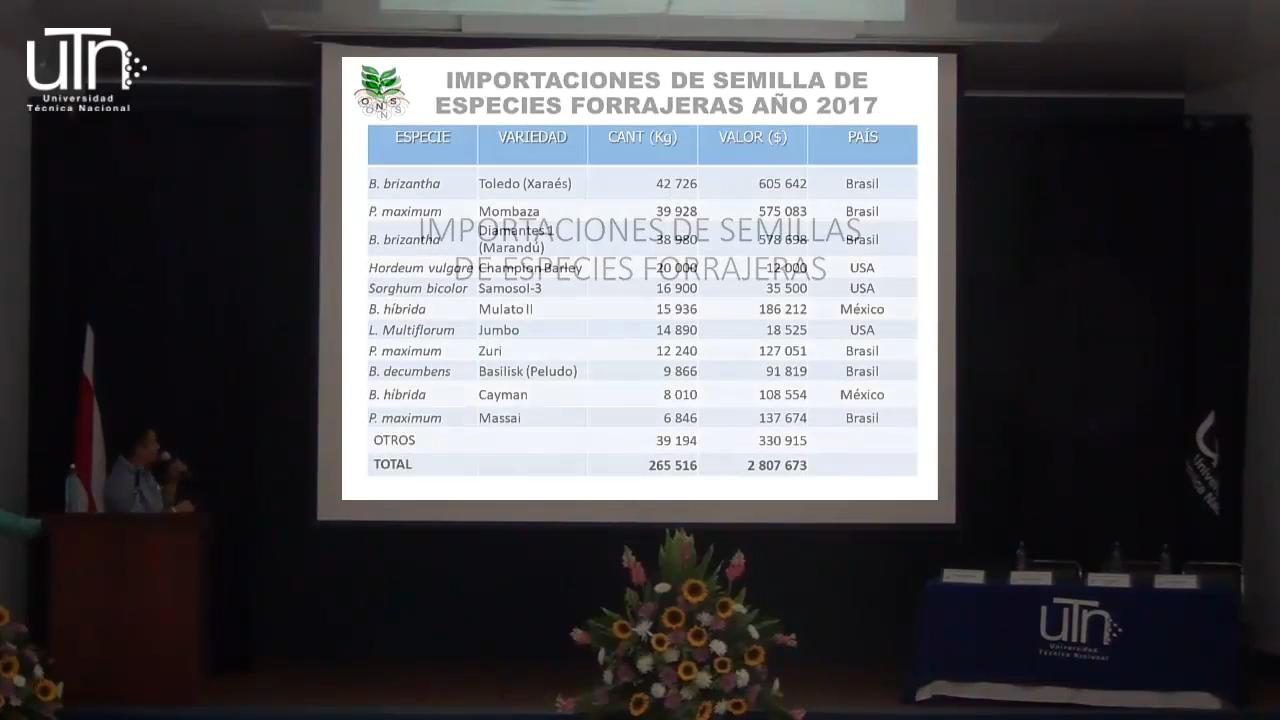 uTn
Universidad
Técnica Nacional
ONS
IMPORTACIONES DE SEMILLA DE
ESPECIES FORRAJERAS AÑO 2017
ESPECIE VARIEDAD CANT (Kg) VALOR ($) PAÍS
B. brizantha Toledo (Xaraés) 42 726 605 642 Brasil
P. maximum Mombaza 39 928 575 083 Brasil
IMPORTACIONES DE SEMILLAS
DE ESPECIES FORRAJERAS
B. brizantha Diamantes 1 (Marandú) 38 980 578 698 Brasil
Hordeum vulgare Champion Barley 20 000 12 000 USA
Sorghum bicolor Samosol-3 16 900 35 500 USA
B. híbrida Mulato II 15 936 186 212 México
L. Multiflorum Jumbo 14 890 18 525 USA
P. maximum Zuri 12 240 127 051 Brasil
B. decumbens Basilisk (Peludo) 9 866 91 819 Brasil
B. híbrida Cayman 8 010 108 554 México
P. maximum Massai 6 846 137 674 Brasil
OTROS 39 194 330 915
TOTAL 265 516 2 807 673
uTn
Universidad
Técnica Nacional